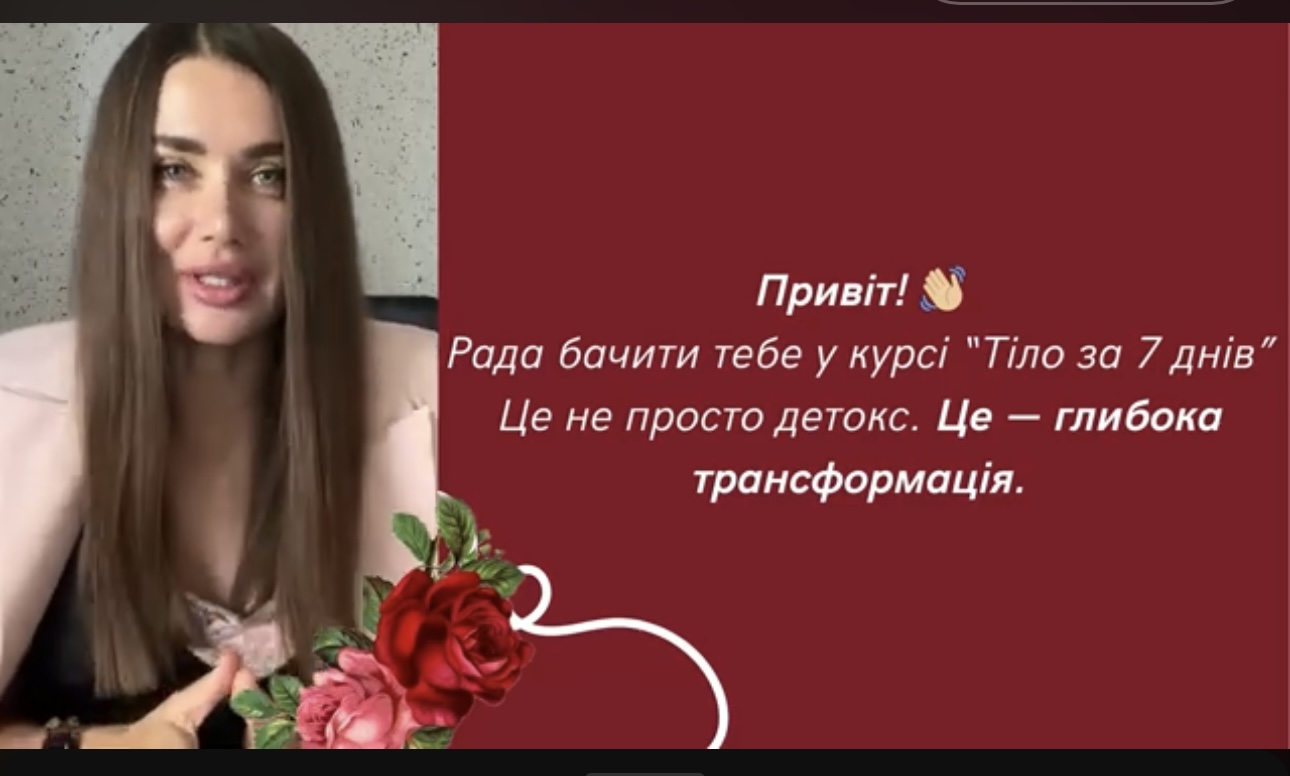 Привіт! 👋🏼
Рада бачити тебе у курсі “Тіло за 7 днів”
Це не просто детокс. Це — глибока
трансформація.